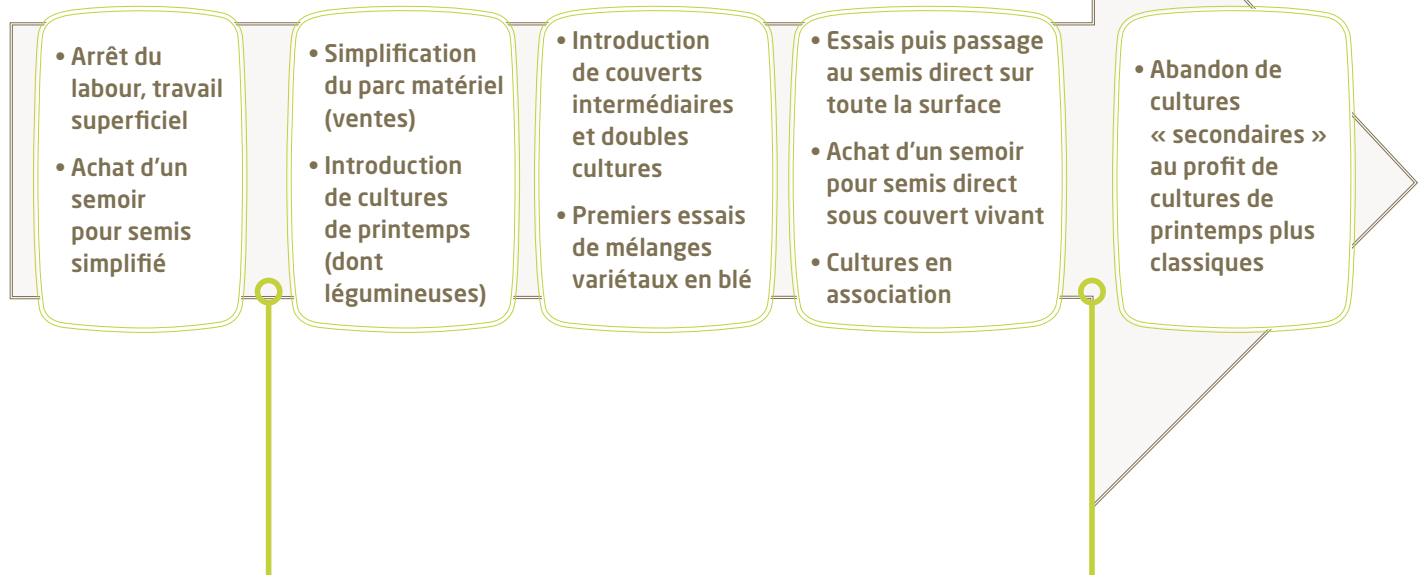 • Arrêt du
labour, travail
superficiel
• Achat d’un
semoir
pour semis
simplifié
• Simplification
du parc matériel
(ventes)
• Introduction
de cultures
de printemps
(dont
légumineuses)
• Introduction
de couverts
intermédiaires
et doubles
cultures
• Premiers essais
de mélanges
variétaux en blé
• Essais puis passage
au semis direct sur
toute la surface
• Achat d’un semoir
pour semis direct
sous couvert vivant
• Cultures en
association
• Abandon de
cultures
« secondaires »
au profit de
cultures de
printemps plus
classiques